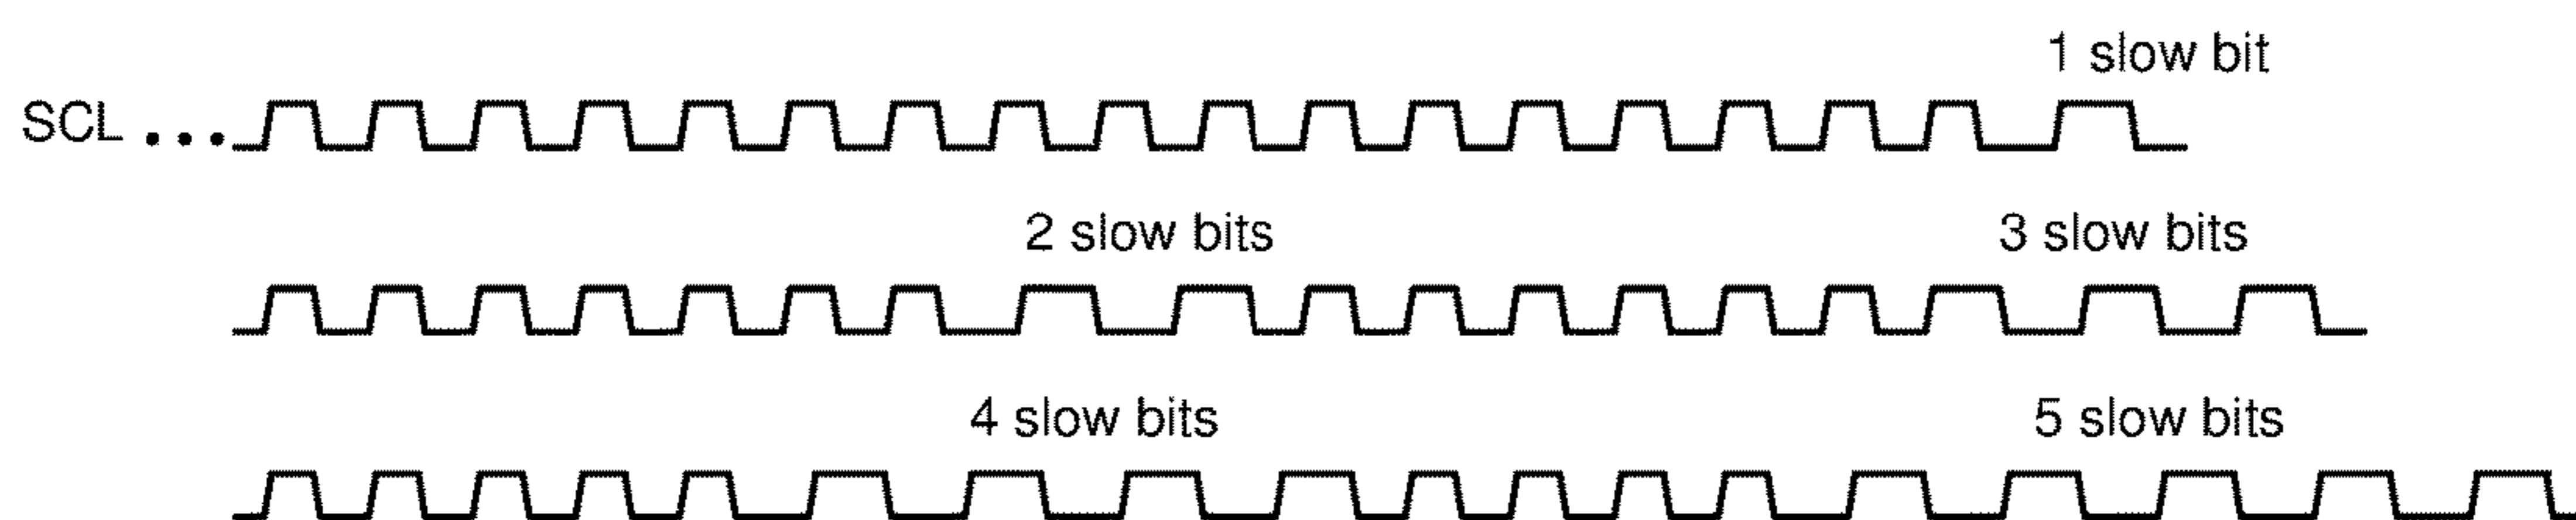 1 slow bit
SCL ...
2 slow bits
3 slow bits
4 slow bits
5 slow bits